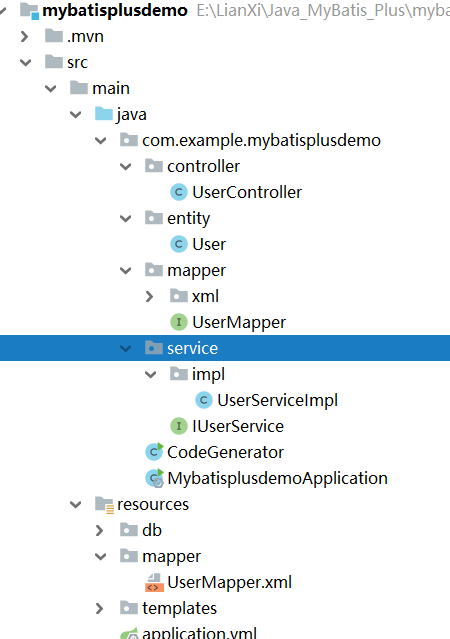 mybatisplusdemo E:\LianXi\Java_MyBatis_Plus\myba
.mvn
src
main
java
com.example.mybatisplusdemo
controller
UserController
entity
User
mapper
xml
UserMapper
service
impl
UserServiceImpl
IUserService
CodeGenerator
MybatisplusdemoApplication
resources
db
mapper
UserMapper.xml
templates
application.yml